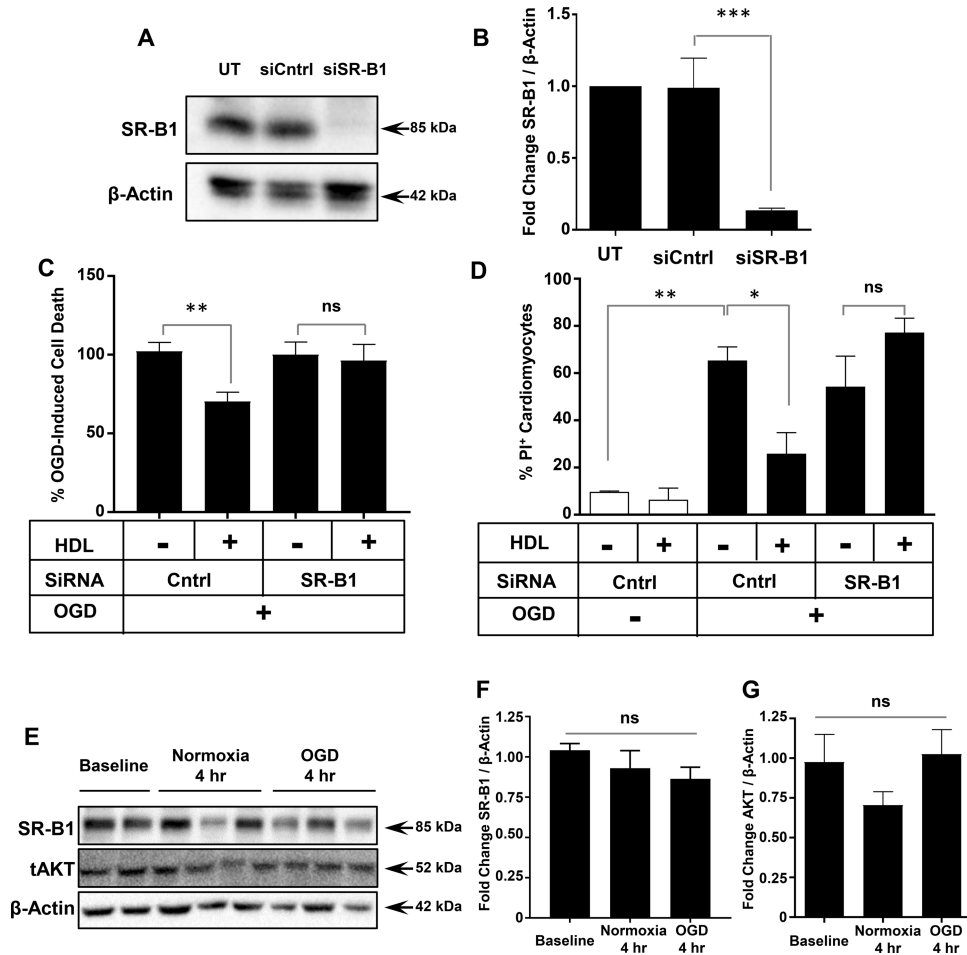 A
UT siCntrl siSR-B1
SR-B1
85 kDa
β-Actin
42 kDa
B
***
Fold Change SR-B1 / β-Actin
1.5
1.0
0.5
0
UT siCntrl siSR-B1
C
% OGD-Induced Cell Death
150
100
50
0
** ns
HDL - + - +
SiRNA Cntrl SR-B1
OGD +
D
% PI⁺ Cardiomyocytes
100
80
60
40
20
0
** * ns
HDL - + - + - +
SiRNA Cntrl Cntrl SR-B1
OGD - +
E
Baseline Normoxia 4 hr OGD 4 hr
SR-B1
85 kDa
tAKT
52 kDa
β-Actin
42 kDa
F
Fold Change SR-B1 / β-Actin
1.25
1.00
0.75
0.50
0.25
0
ns
Baseline Normoxia 4 hr OGD 4 hr
G
Fold Change AKT / β-Actin
1.25
1.00
0.75
0.50
0.25
0
ns
Baseline Normoxia 4 hr OGD 4 hr